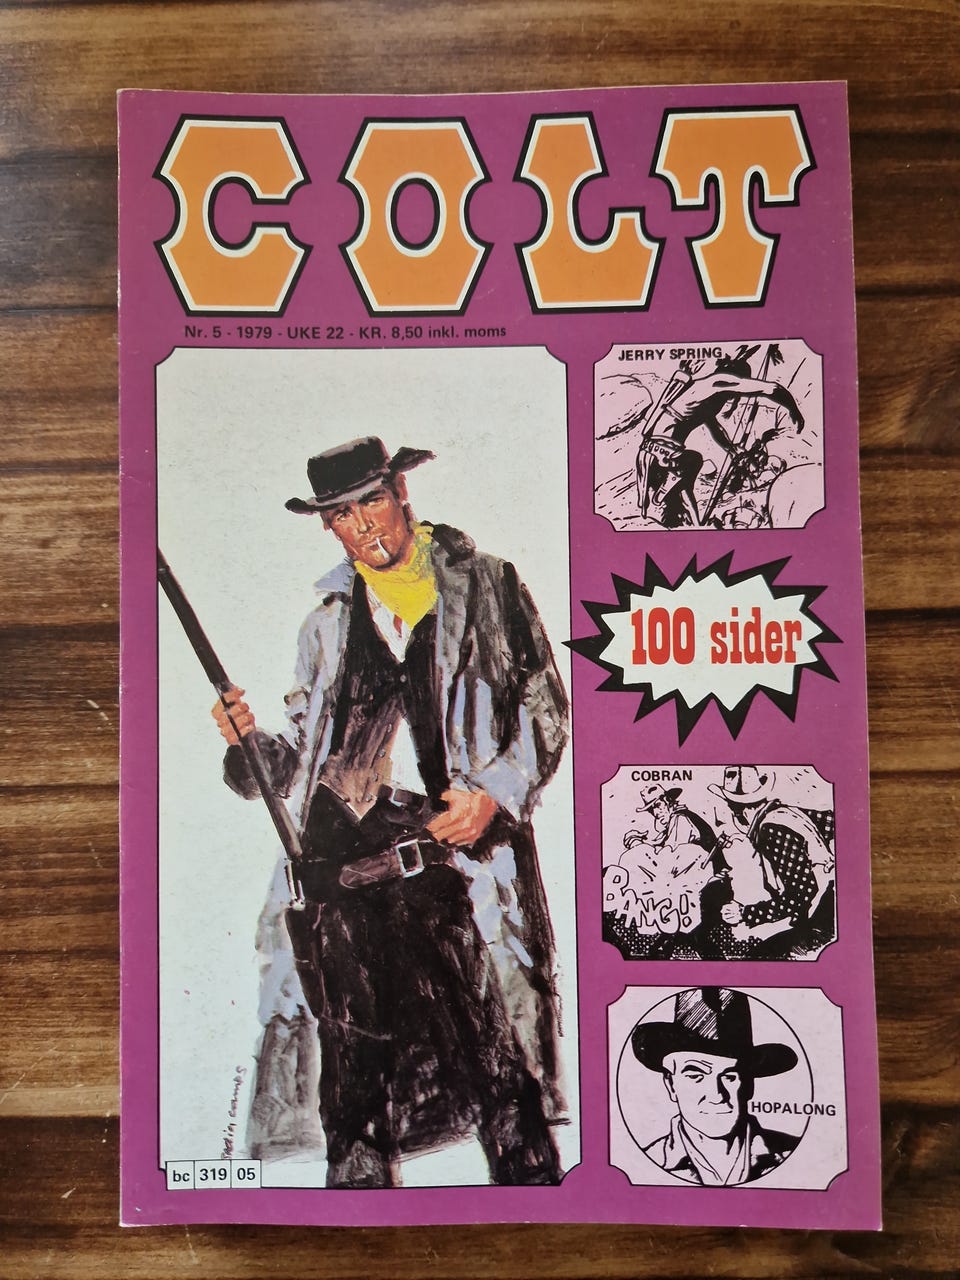 COLT
Nr. 5 - 1979 - UKE 22 - KR. 8,50 inkl. moms
JERRY SPRING
100 sider
COBRAN
BANG!
HOPALONG
bc 319 05